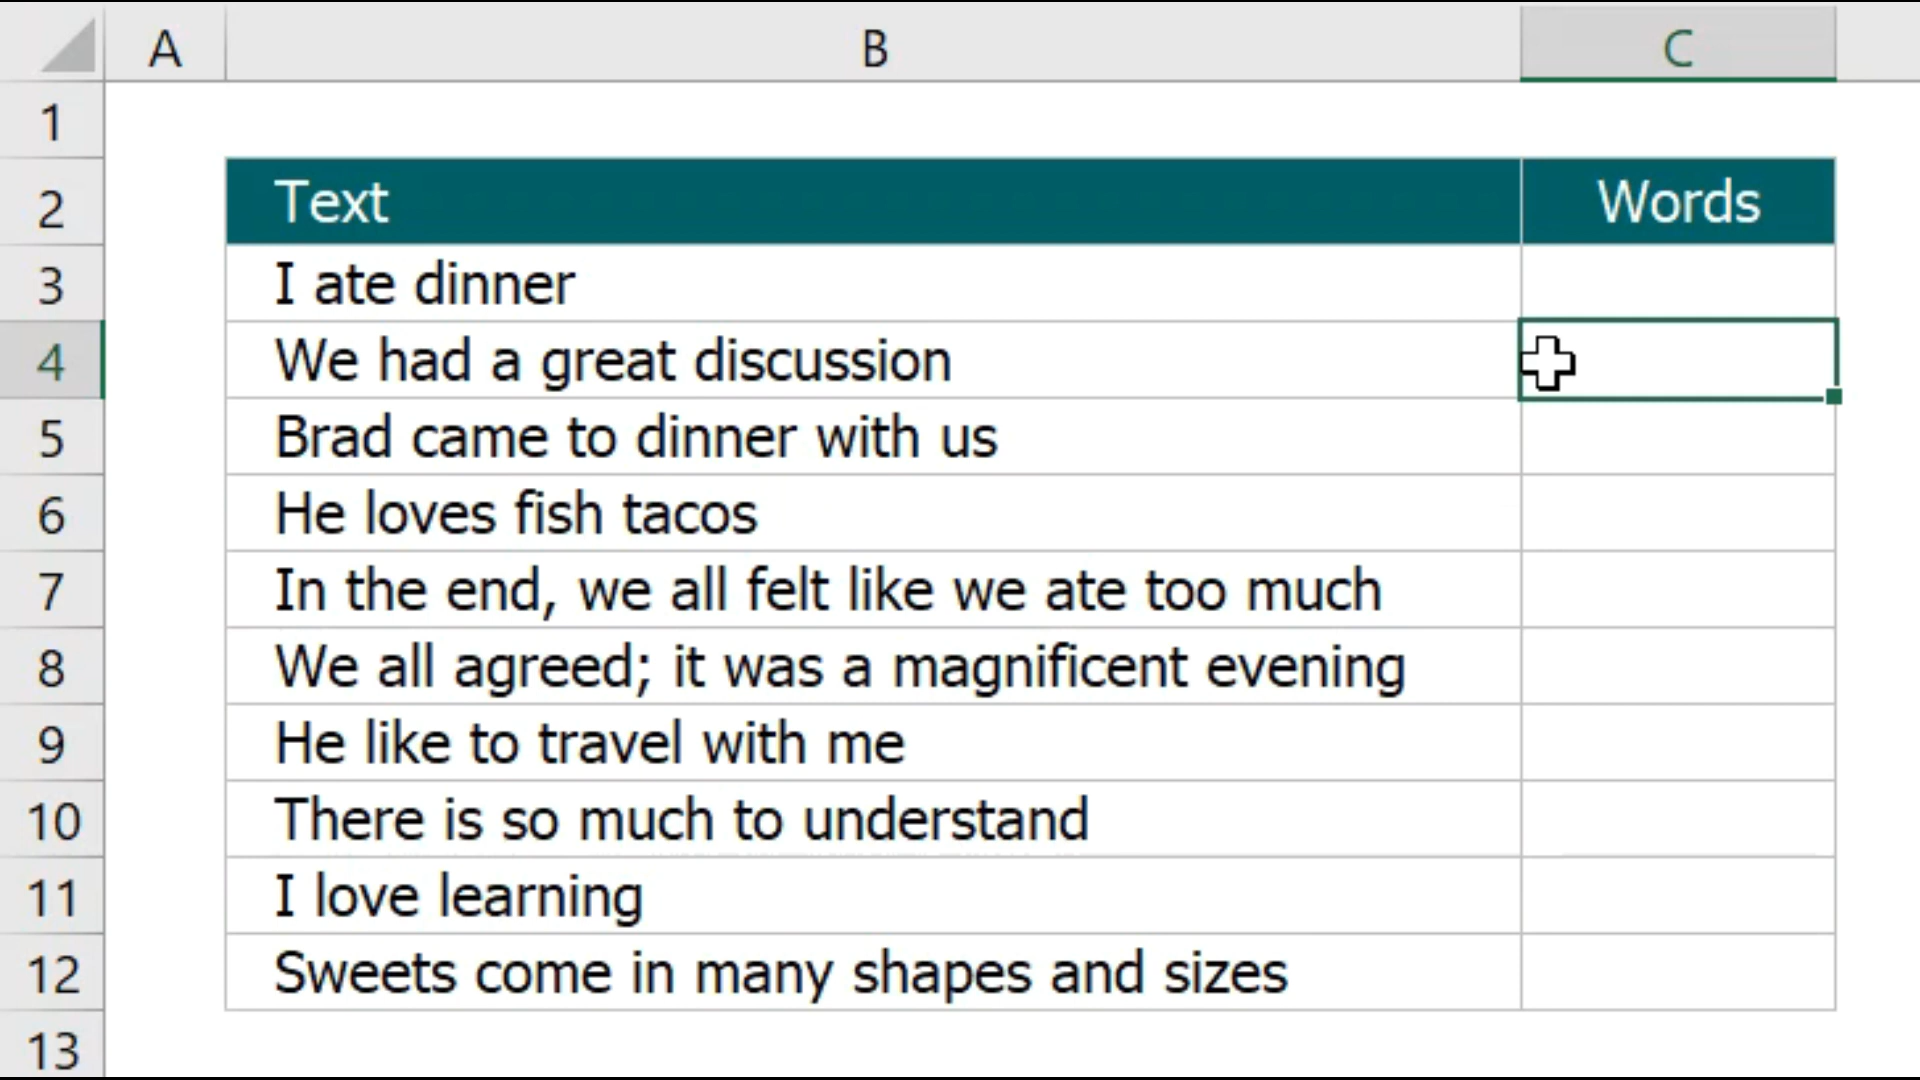 A B C
1
2 Text Words
3 I ate dinner
4 We had a great discussion
5 Brad came to dinner with us
6 He loves fish tacos
7 In the end, we all felt like we ate too much
8 We all agreed; it was a magnificent evening
9 He like to travel with me
10 There is so much to understand
11 I love learning
12 Sweets come in many shapes and sizes
13